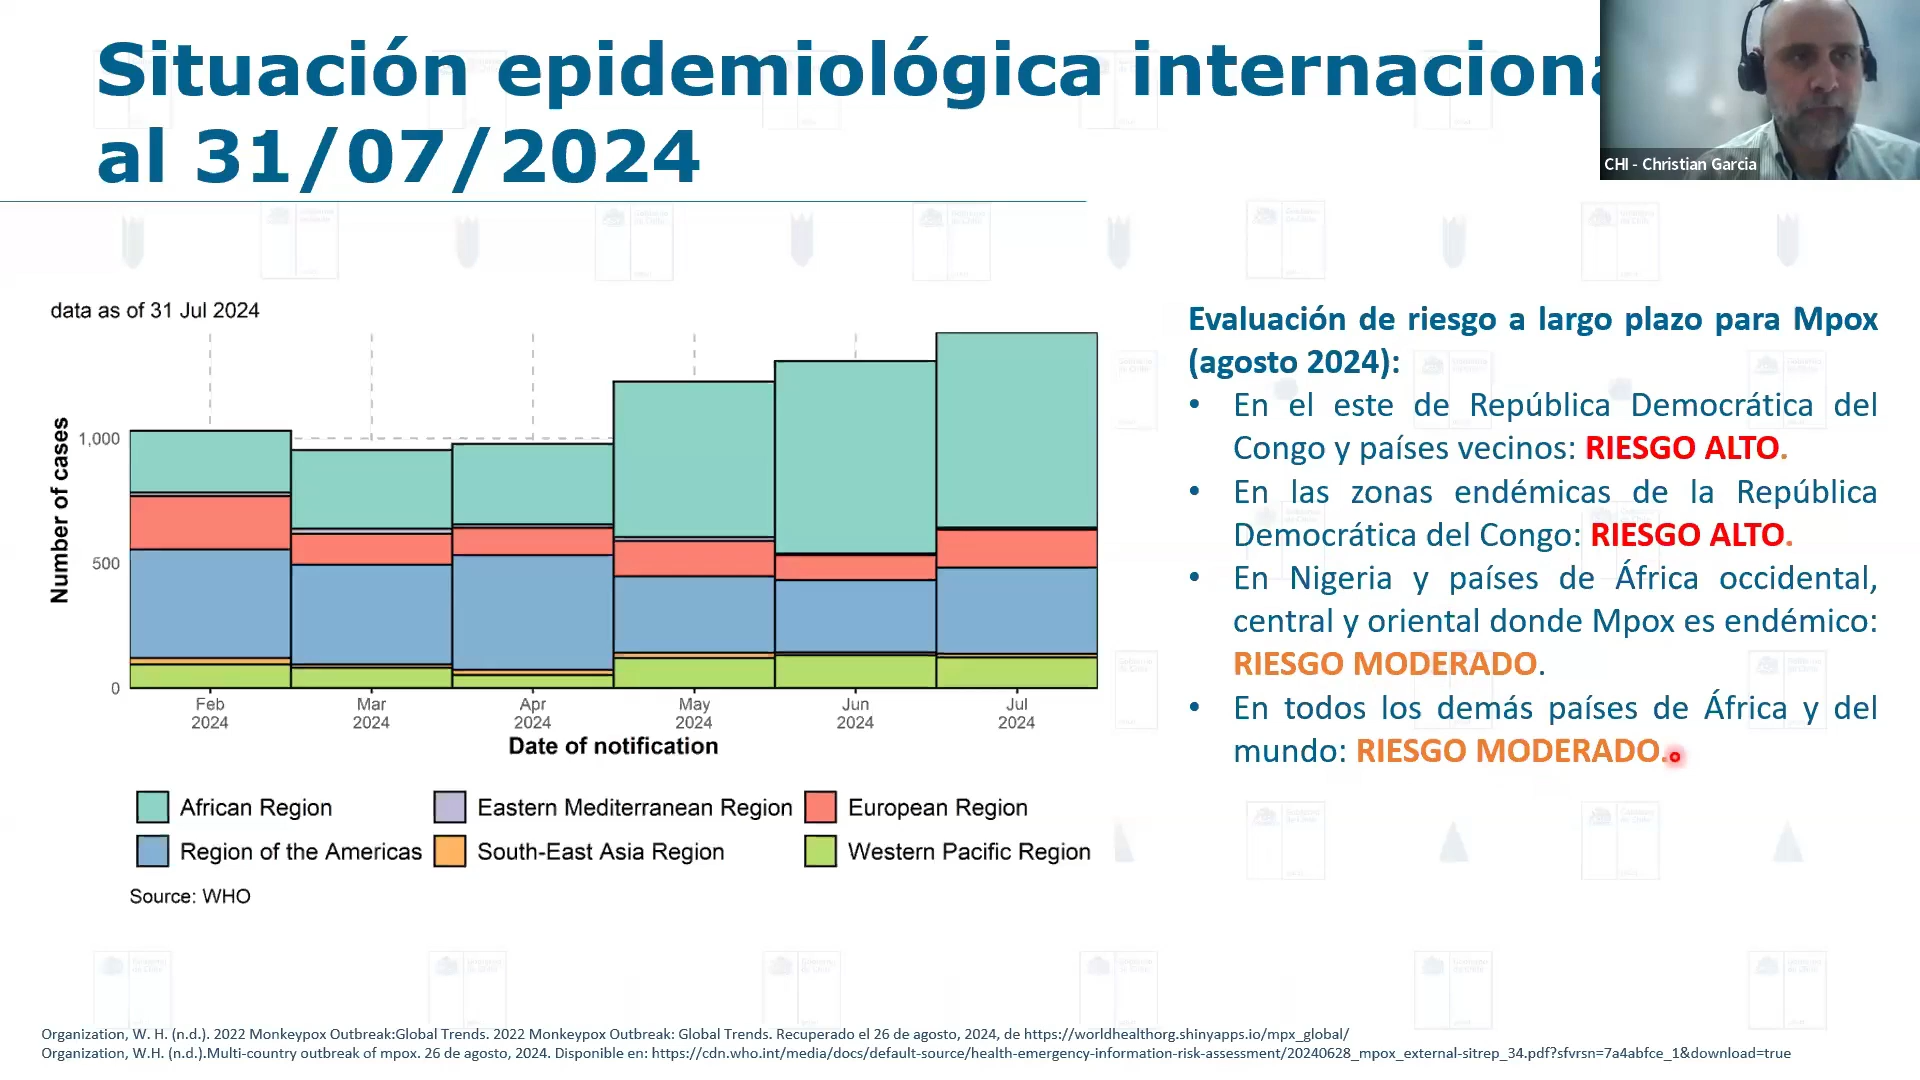 Situación epidemiológica internaciona
al 31/07/2024
CHI - Christian Garcia
data as of 31 Jul 2024
Number of cases
1,000
500
0
Feb 2024
Mar 2024
Apr 2024
May 2024
Jun 2024
Jul 2024
Date of notification
African Region
Eastern Mediterranean Region
European Region
Region of the Americas
South-East Asia Region
Western Pacific Region
Source: WHO
Evaluación de riesgo a largo plazo para Mpox
(agosto 2024):
• En el este de República Democrática del
Congo y países vecinos: RIESGO ALTO.
• En las zonas endémicas de la República
Democrática del Congo: RIESGO ALTO.
• En Nigeria y países de África occidental,
central y oriental donde Mpox es endémico:
RIESGO MODERADO.
• En todos los demás países de África y del
mundo: RIESGO MODERADO.
Organization, W. H. (n.d.). 2022 Monkeypox Outbreak:Global Trends. 2022 Monkeypox Outbreak: Global Trends. Recuperado el 26 de agosto, 2024, de https://worldhealthorg.shinyapps.io/mpx_global/
Organization, W.H. (n.d.).Multi-country outbreak of mpox. 26 de agosto, 2024. Disponible en: https://cdn.who.int/media/docs/default-source/health-emergency-information-risk-assessment/20240628_mpox_external-sitrep_34.pdf?sfvrsn=7a4abfce_1&download=true